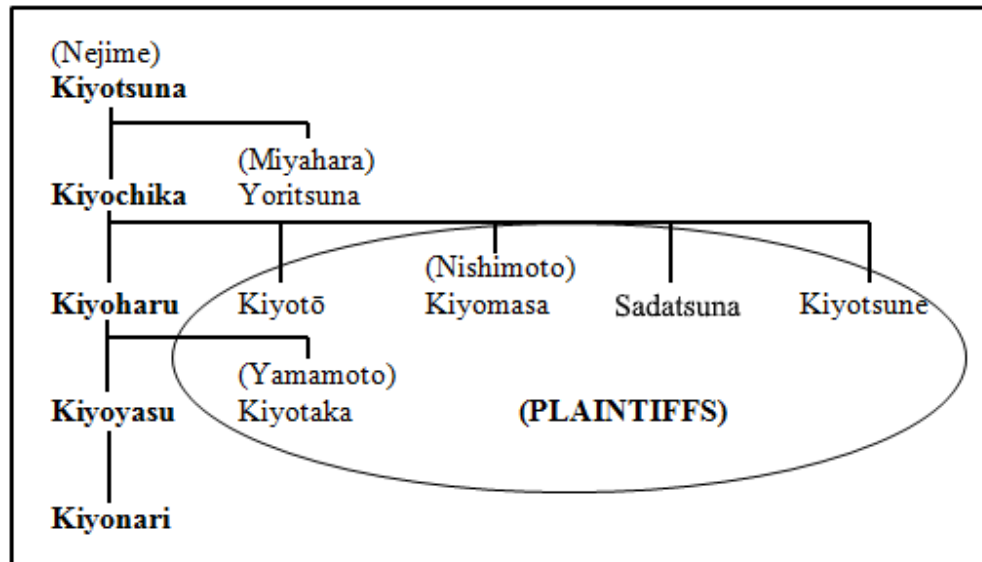 (Nejime)
Kiyotsuna
(Miyahara)
Kiyochika Yoritsuna
(Nishimoto)
Kiyoharu Kiyotō Kiyomasa Sadatsuna Kiyotsune
(Yamamoto)
Kiyoyasu Kiyotaka (PLAINTIFFS)
Kiyonari